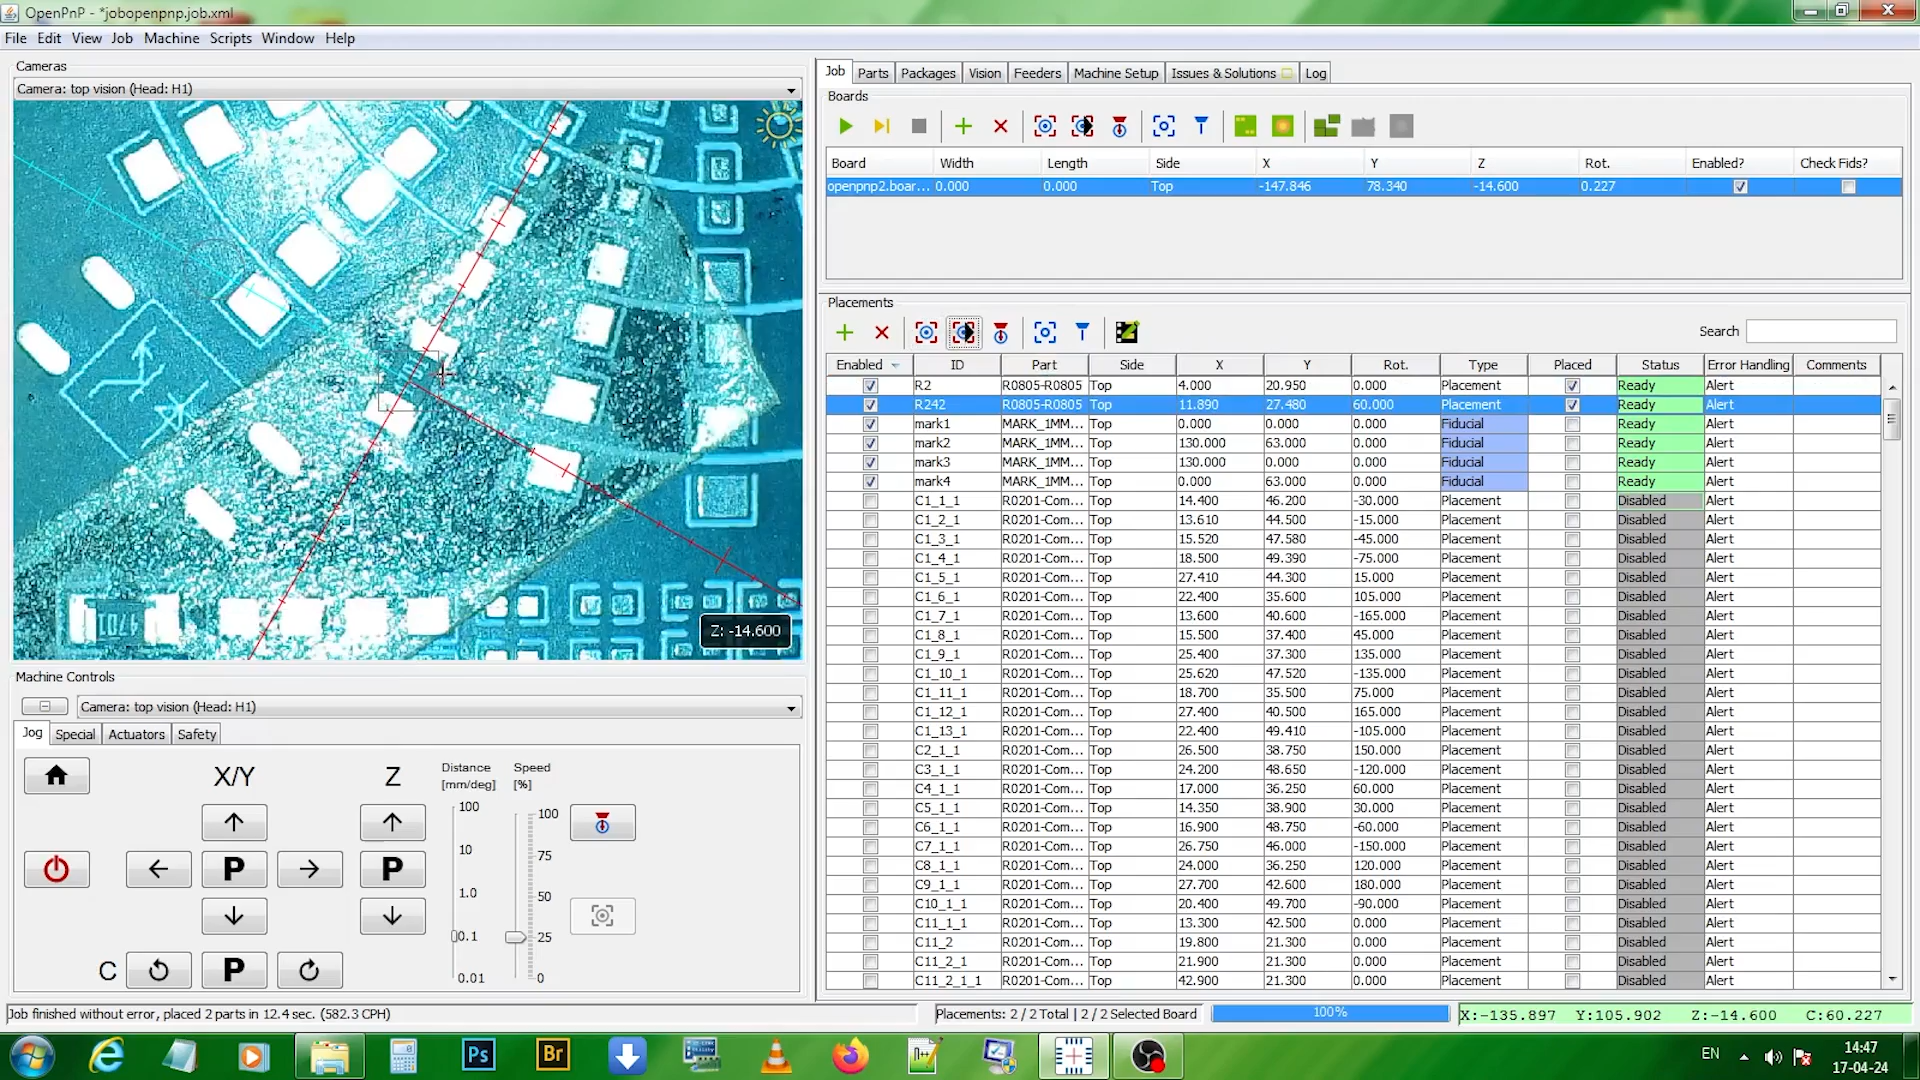 OpenPnP - *jobopenpnp.job.xml
File Edit View Job Machine Scripts Window Help
Cameras
Camera: top vision (Head: H1)
Z: -14.600
Machine Controls
Camera: top vision (Head: H1)
Jog Special Actuators Safety
X/Y Z
Distance [mm/deg]
Speed [%]
100
10
1.0
0.1
0.01
100
75
50
25
0
P P
C P
Job Parts Packages Vision Feeders Machine Setup Issues & Solutions Log
Boards
Board Width Length Side X Y Z Rot. Enabled? Check Fids?
openpnp2.boar... 0.000 0.000 Top -147.846 78.340 -14.600 0.227
Placements
Search
Enabled ID Part Side X Y Rot. Type Placed Status Error Handling Comments
R2 R0805-R0805 Top 4.000 20.950 0.000 Placement Ready Alert
R242 R0805-R0805 Top 11.890 27.480 60.000 Placement Ready Alert
mark1 MARK_1MM... Top 0.000 0.000 0.000 Fiducial Ready Alert
mark2 MARK_1MM... Top 130.000 63.000 0.000 Fiducial Ready Alert
mark3 MARK_1MM... Top 130.000 0.000 0.000 Fiducial Ready Alert
mark4 MARK_1MM... Top 0.000 63.000 0.000 Fiducial Ready Alert
C1_1_1 R0201-Com... Top 14.400 46.200 -30.000 Placement Disabled Alert
C1_2_1 R0201-Com... Top 13.610 44.500 -15.000 Placement Disabled Alert
C1_3_1 R0201-Com... Top 15.520 47.580 -45.000 Placement Disabled Alert
C1_4_1 R0201-Com... Top 18.500 49.390 -75.000 Placement Disabled Alert
C1_5_1 R0201-Com... Top 27.410 44.300 15.000 Placement Disabled Alert
C1_6_1 R0201-Com... Top 22.400 35.600 105.000 Placement Disabled Alert
C1_7_1 R0201-Com... Top 13.600 40.600 -165.000 Placement Disabled Alert
C1_8_1 R0201-Com... Top 15.500 37.400 45.000 Placement Disabled Alert
C1_9_1 R0201-Com... Top 25.400 37.300 135.000 Placement Disabled Alert
C1_10_1 R0201-Com... Top 25.620 47.520 -135.000 Placement Disabled Alert
C1_11_1 R0201-Com... Top 18.700 35.500 75.000 Placement Disabled Alert
C1_12_1 R0201-Com... Top 27.400 40.500 165.000 Placement Disabled Alert
C1_13_1 R0201-Com... Top 22.400 49.410 -105.000 Placement Disabled Alert
C2_1_1 R0201-Com... Top 26.500 38.750 150.000 Placement Disabled Alert
C3_1_1 R0201-Com... Top 24.200 48.650 -120.000 Placement Disabled Alert
C4_1_1 R0201-Com... Top 17.000 36.250 60.000 Placement Disabled Alert
C5_1_1 R0201-Com... Top 14.350 38.900 30.000 Placement Disabled Alert
C6_1_1 R0201-Com... Top 16.900 48.750 -60.000 Placement Disabled Alert
C7_1_1 R0201-Com... Top 26.750 46.000 -150.000 Placement Disabled Alert
C8_1_1 R0201-Com... Top 24.000 36.250 120.000 Placement Disabled Alert
C9_1_1 R0201-Com... Top 27.700 42.600 180.000 Placement Disabled Alert
C10_1_1 R0201-Com... Top 20.400 49.700 -90.000 Placement Disabled Alert
C11_1_1 R0201-Com... Top 13.300 42.500 0.000 Placement Disabled Alert
C11_2 R0201-Com... Top 19.800 21.300 0.000 Placement Disabled Alert
C11_2_1 R0201-Com... Top 21.900 21.300 0.000 Placement Disabled Alert
C11_2_1_1 R0201-Com... Top 42.900 21.300 0.000 Placement Disabled Alert
Job finished without error, placed 2 parts in 12.4 sec. (582.3 CPH)
Placements: 2 / 2 Total | 2 / 2 Selected Board
100%
X:-135.897 Y:105.902 Z:-14.600 C:60.227
Ps Br
EN
14:47
17-04-24